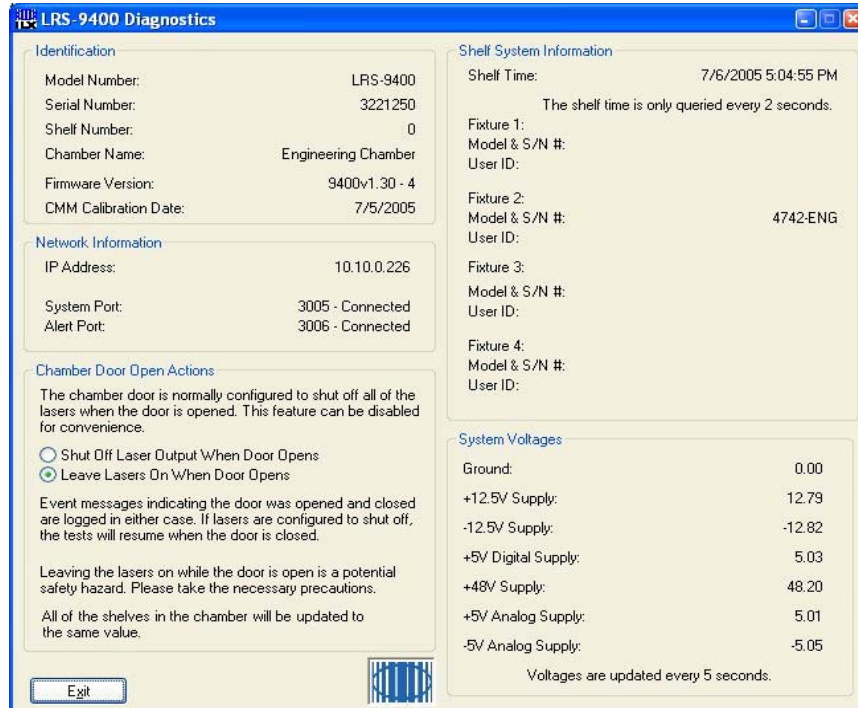 LRS-9400 Diagnostics
Identification
Model Number: LRS-9400
Serial Number: 3221250
Shelf Number: 0
Chamber Name: Engineering Chamber
Firmware Version: 9400v1.30 - 4
CMM Calibration Date: 7/5/2005
Network Information
IP Address: 10.10.0.226
System Port: 3005 - Connected
Alert Port: 3006 - Connected
Chamber Door Open Actions
The chamber door is normally configured to shut off all of the
lasers when the door is opened. This feature can be disabled
for convenience.
Shut Off Laser Output When Door Opens
Leave Lasers On When Door Opens
Event messages indicating the door was opened and closed
are logged in either case. If lasers are configured to shut off,
the tests will resume when the door is closed.
Leaving the lasers on while the door is open is a potential
safety hazard. Please take the necessary precautions.
All of the shelves in the chamber will be updated to
the same value.
Exit
Shelf System Information
Shelf Time: 7/6/2005 5:04:55 PM
The shelf time is only queried every 2 seconds.
Fixture 1:
Model & S/N #:
User ID:
Fixture 2:
Model & S/N #: 4742-ENG
User ID:
Fixture 3:
Model & S/N #:
User ID:
Fixture 4:
Model & S/N #:
User ID:
System Voltages
Ground: 0.00
+12.5V Supply: 12.79
-12.5V Supply: -12.82
+5V Digital Supply: 5.03
+48V Supply: 48.20
+5V Analog Supply: 5.01
-5V Analog Supply: -5.05
Voltages are updated every 5 seconds.